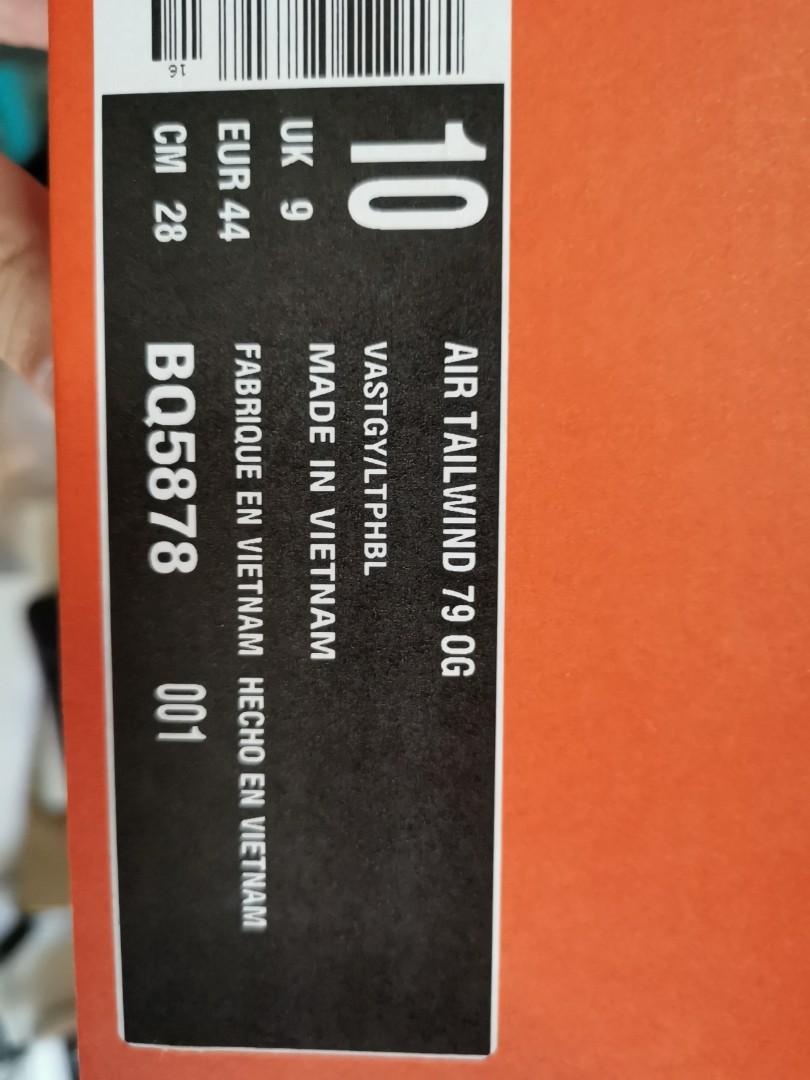 16
10
UK 9
EUR 44
CM 28
AIR TAILWIND 79 OG
VASTGY/LTPHBL
MADE IN VIETNAM
FABRIQUE EN VIETNAM HECHO EN VIETNAM
BQ5878 001